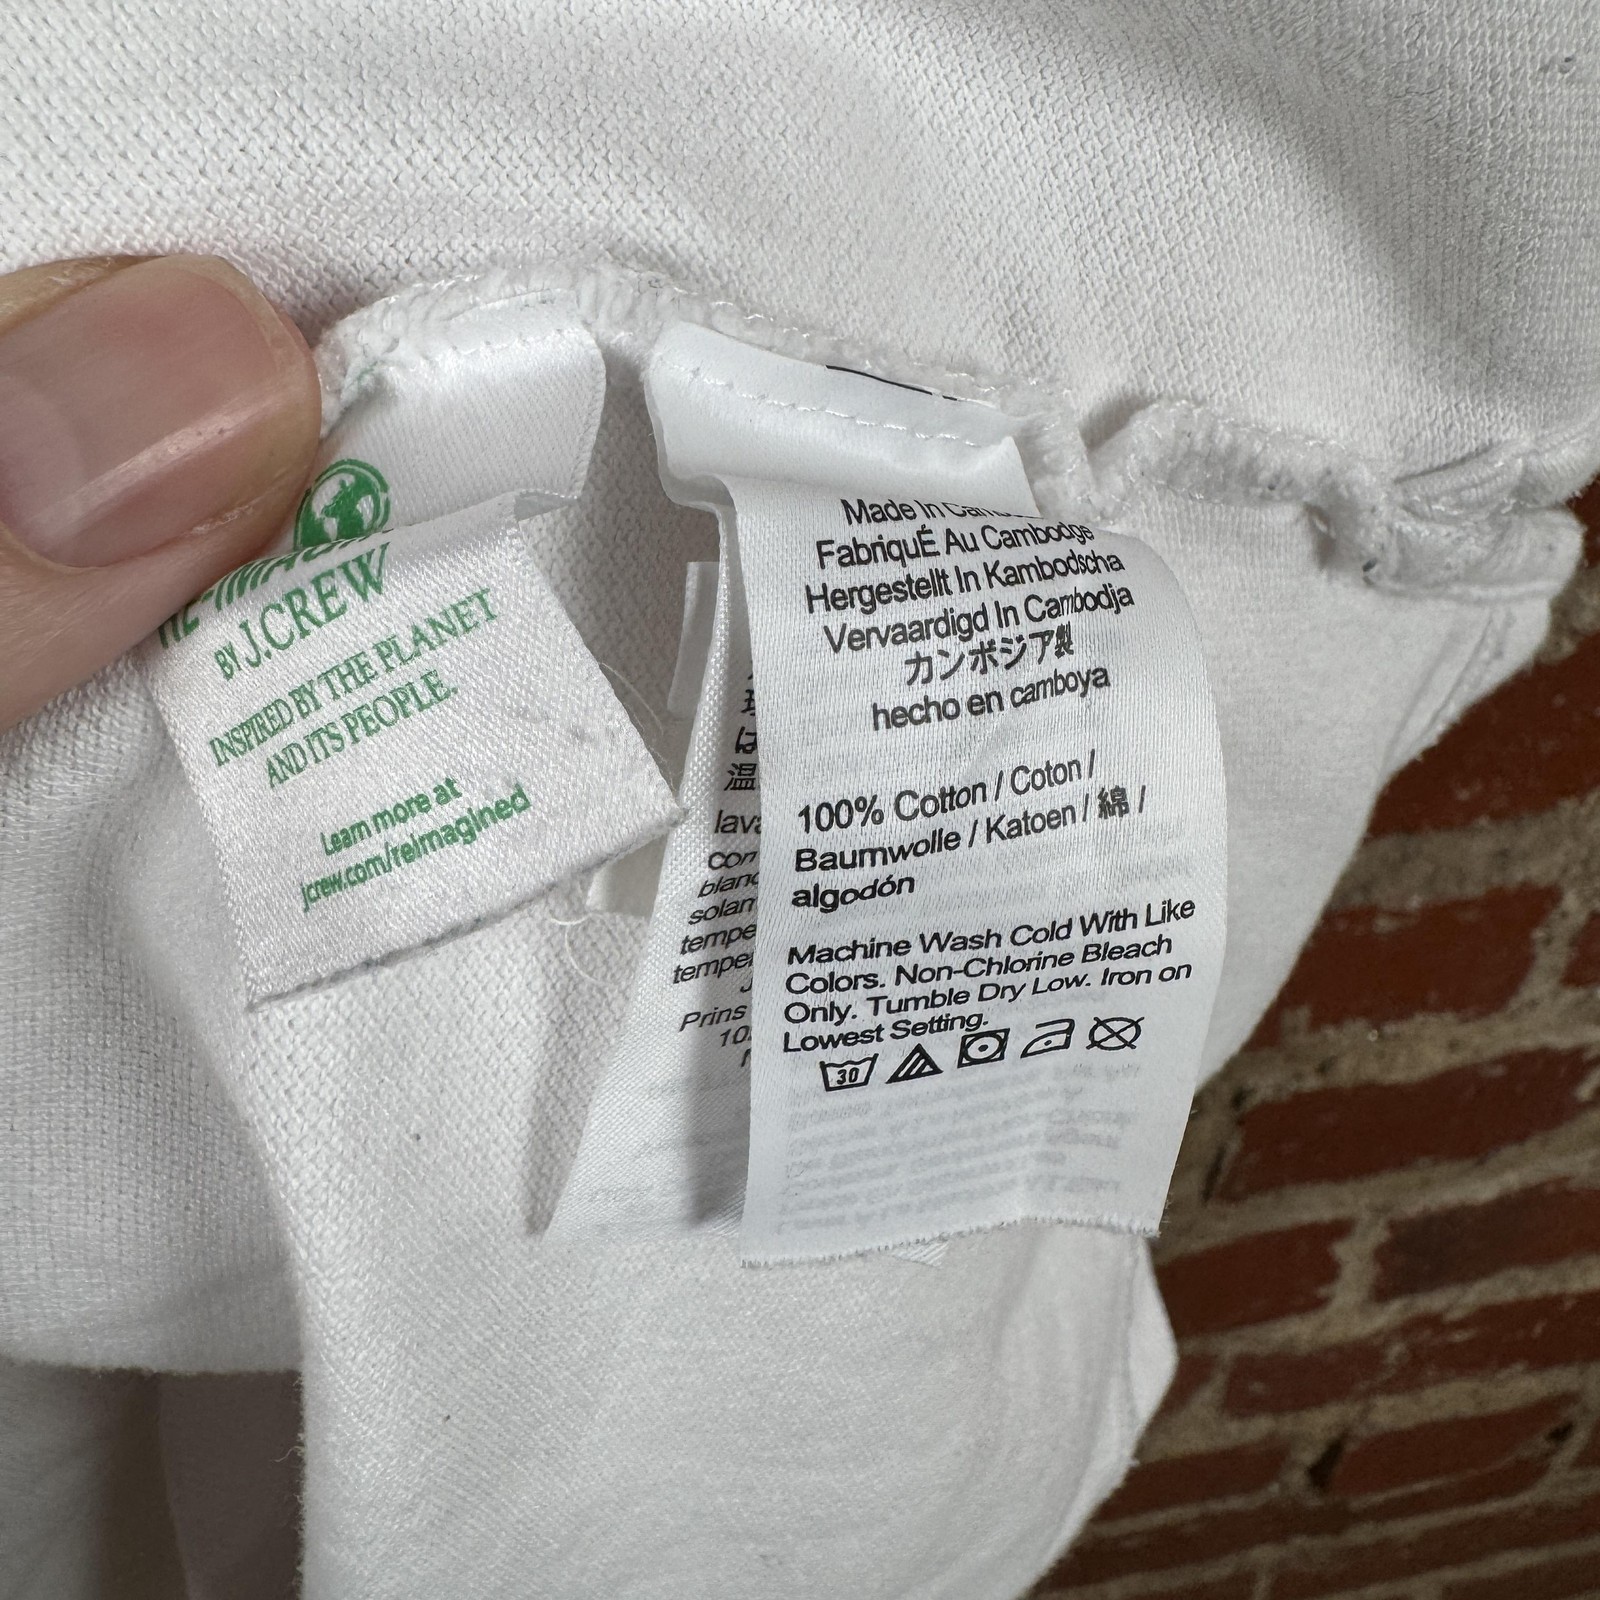 BY J.CREW
INSPIRED BY THE PLANET
AND ITS PEOPLE.
Learn more at
jcrew.com/reImagined
Made In
FabriquÉ Au Cambodge
Hergestellt In Kambodscha
Vervaardigd In Cambodja
カンボジア製
hecho en camboya
100% Cotton / Coton /
Baumwolle / Katoen / 綿 /
algodón
Machine Wash Cold With Like
Colors. Non-Chlorine Bleach
Only. Tumble Dry Low. Iron on
Lowest Setting.
30
は
温
Prins